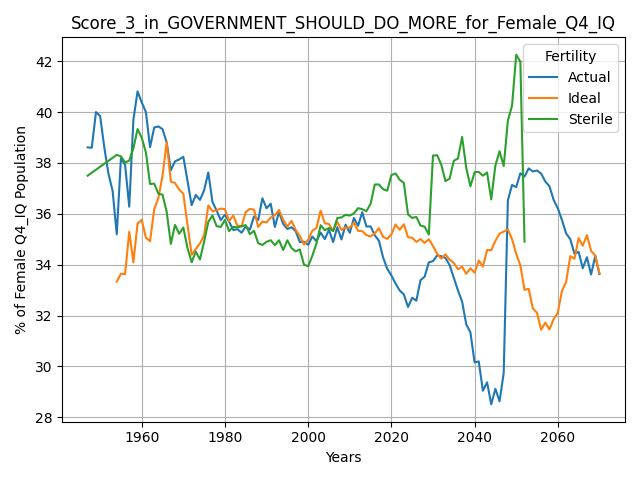 Score_3_in_GOVERNMENT_SHOULD_DO_MORE_for_Female_Q4_IQ
Fertility
Actual
Ideal
Sterile
% of Female Q4_IQ Population
42
40
38
36
34
32
30
28
1960
1980
2000
2020
2040
2060
Years